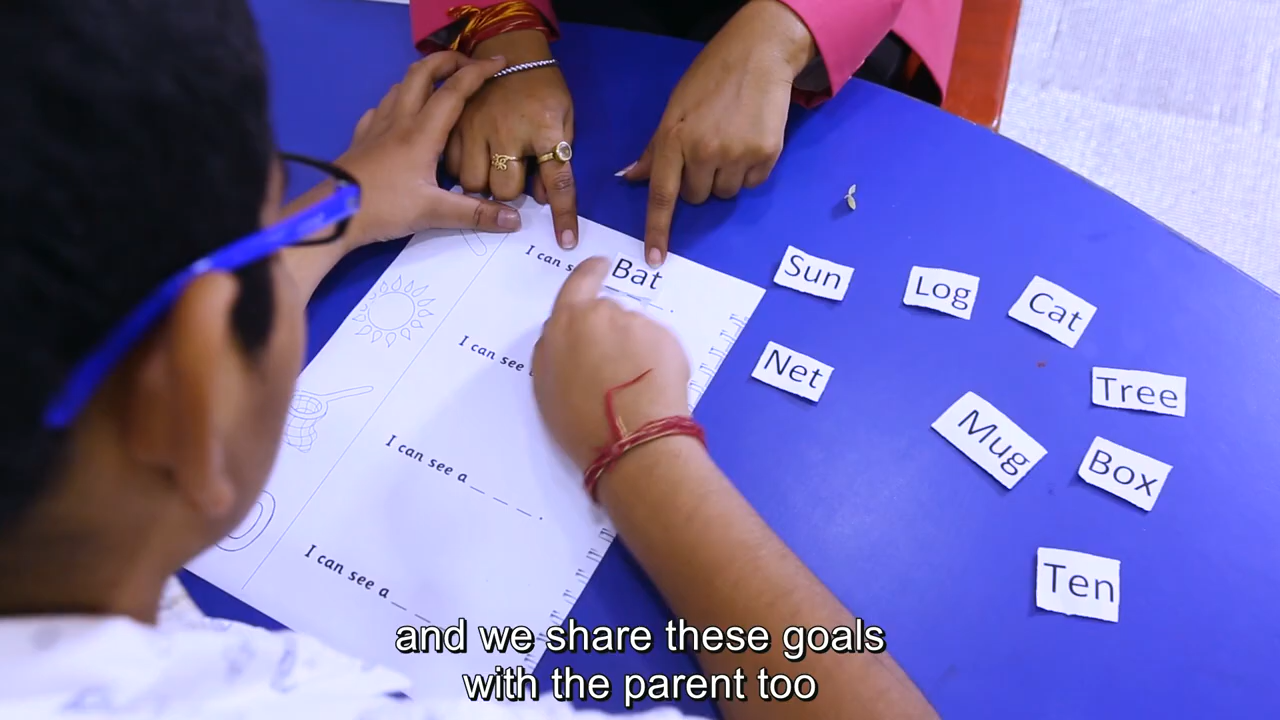 I can s
Bat
I can see
I can see a _ _ _ .
I can see a _ _
Sun
Log
Cat
Net
Tree
Mug
Box
Ten
and we share these goals
with the parent too